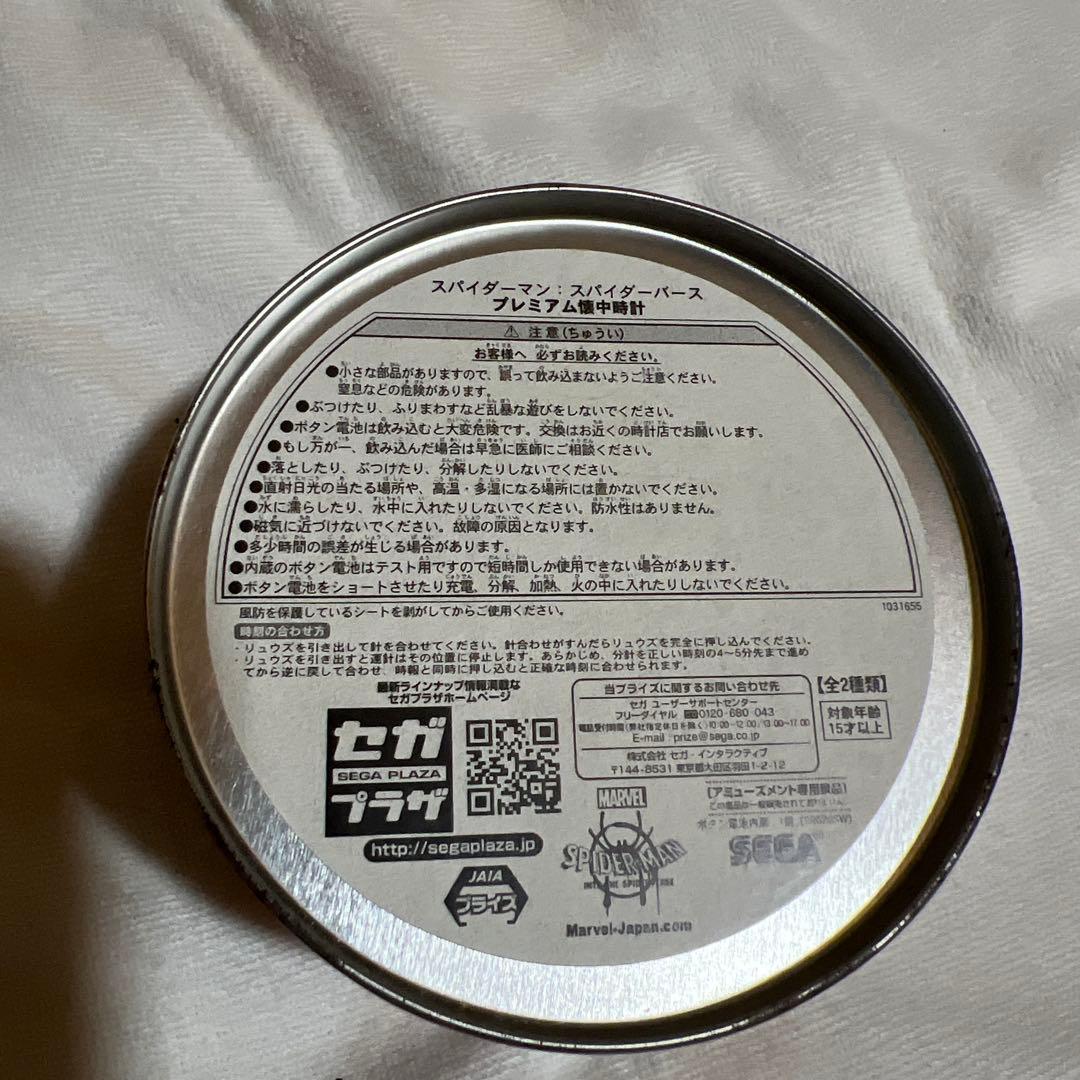 スパイダーマン：スパイダーバース
プレミアム懐中時計
⚠ 注意(ちゅうい)
お客様へ 必ずお読みください。
●小さな部品がありますので、誤って飲み込まないようご注意ください。
窒息などの危険があります。
●ぶつけたり、ふりまわすなど乱暴な遊びをしないでください。
●ボタン電池は飲み込むと大変危険です。交換はお近くの時計店でお願いします。
●もし万が一、飲み込んだ場合は早急に医師にご相談ください。
●落としたり、ぶつけたり、分解したりしないでください。
●直射日光の当たる場所や、高温・多湿になる場所には置かないでください。
●水に濡らしたり、水中に入れたりしないでください。防水性はありません。
●磁気に近づけないでください。故障の原因となります。
●多少時間の誤差が生じる場合があります。
●内蔵のボタン電池はテスト用ですので短時間しか使用できない場合があります。
●ボタン電池をショートさせたり充電、分解、加熱、火の中に入れたりしないでください。
風防を保護しているシートを剥がしてからご使用ください。
1031655
時刻の合わせ方
・リュウズを引き出して針を合わせてください。針合わせがすんだらリュウズを完全に押し込んでください。
・リュウズを引き出すと運針はその位置に停止します。あらかじめ、分針を正しい時刻の4〜5分先まで進め
てから逆に戻して合わせ、時報と同時に押し込むと正確な時刻に合わせられます。
最新ラインナップ情報満載な
セガプラザホームページ
セガ
SEGA PLAZA
プラザ
http://segaplaza.jp
当プライズに関するお問い合わせ先
セガ ユーザーサポートセンター
フリーダイヤル 0120-680-043
電話受付時間(弊社指定休日を除く)10:00-12:00/13:00-17:00
E-mail : prize@sega.co.jp
株式会社 セガ・インタラクティブ
〒144-8531 東京都大田区羽田1-2-12
【全2種類】
対象年齢
15才以上
[アミューズメント専用景品]
ボタン電池内蔵
MARVEL
SPIDER-MAN
INTO THE SPIDER-VERSE
SEGA
JAIA
プライズ
Marvel-Japan.com